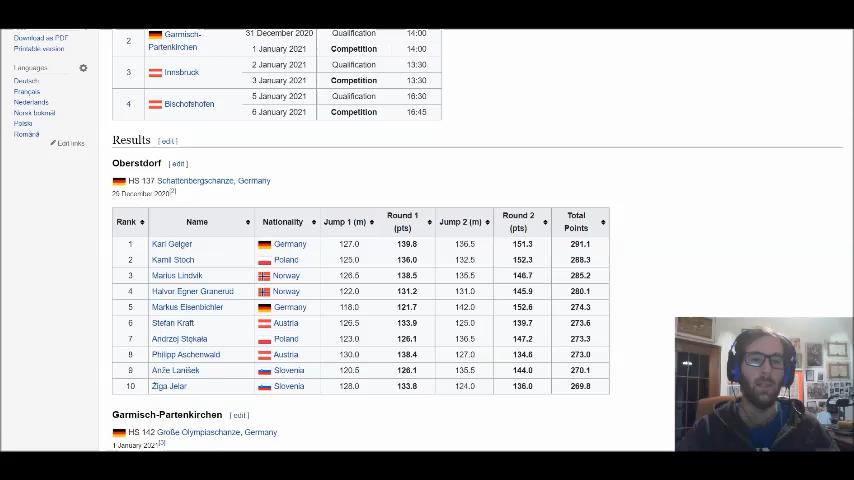 Download as PDF
Printable version
Languages
Deutsch
Français
Nederlands
Norsk bokmål
Polski
Română
Edit links
2 Garmisch-Partenkirchen 31 December 2020 Qualification 14:00
1 January 2021 Competition 14:00
3 Innsbruck 2 January 2021 Qualification 13:30
3 January 2021 Competition 13:30
4 Bischofshofen 5 January 2021 Qualification 16:30
6 January 2021 Competition 16:45
Results [ edit ]
Oberstdorf [ edit ]
HS 137 Schattenbergschanze, Germany
29 December 2020[2]
Rank Name Nationality Jump 1 (m) Round 1 (pts) Jump 2 (m) Round 2 (pts) Total Points
1 Karl Geiger Germany 127.0 139.8 136.5 151.3 291.1
2 Kamil Stoch Poland 125.0 136.0 132.5 152.3 288.3
3 Marius Lindvik Norway 126.5 138.5 135.5 146.7 285.2
4 Halvor Egner Granerud Norway 122.0 131.2 131.0 145.9 280.1
5 Markus Eisenbichler Germany 118.0 121.7 142.0 152.6 274.3
6 Stefan Kraft Austria 126.5 133.9 125.0 139.7 273.6
7 Andrzej Stękała Poland 123.0 126.1 136.5 147.2 273.3
8 Philipp Aschenwald Austria 130.0 138.4 127.0 134.6 273.0
9 Anže Lanišek Slovenia 120.5 126.1 135.5 144.0 270.1
10 Žiga Jelar Slovenia 128.0 133.8 124.0 136.0 269.8
Garmisch-Partenkirchen [ edit ]
HS 142 Große Olympiaschanze, Germany
1 January 2021[3]